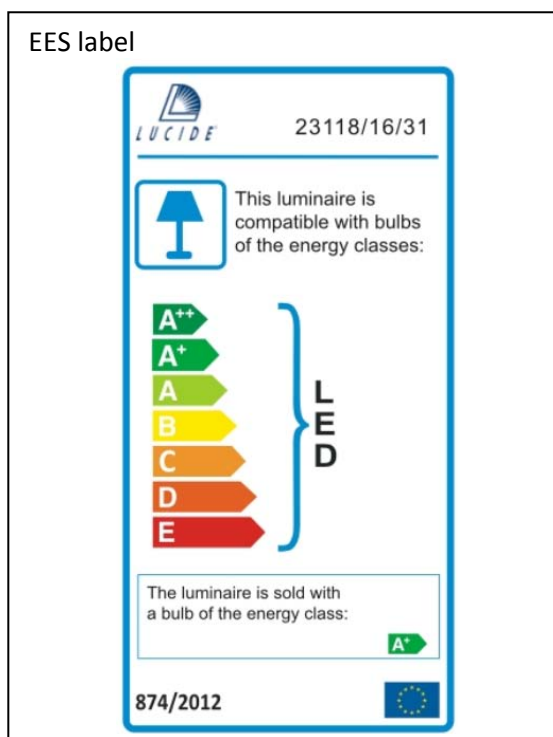 EES label
LUCIDE
23118/16/31
This luminaire is
compatible with bulbs
of the energy classes:
A++
A+
A
B
C
D
E
LED
The luminaire is sold with
a bulb of the energy class:
A+
874/2012